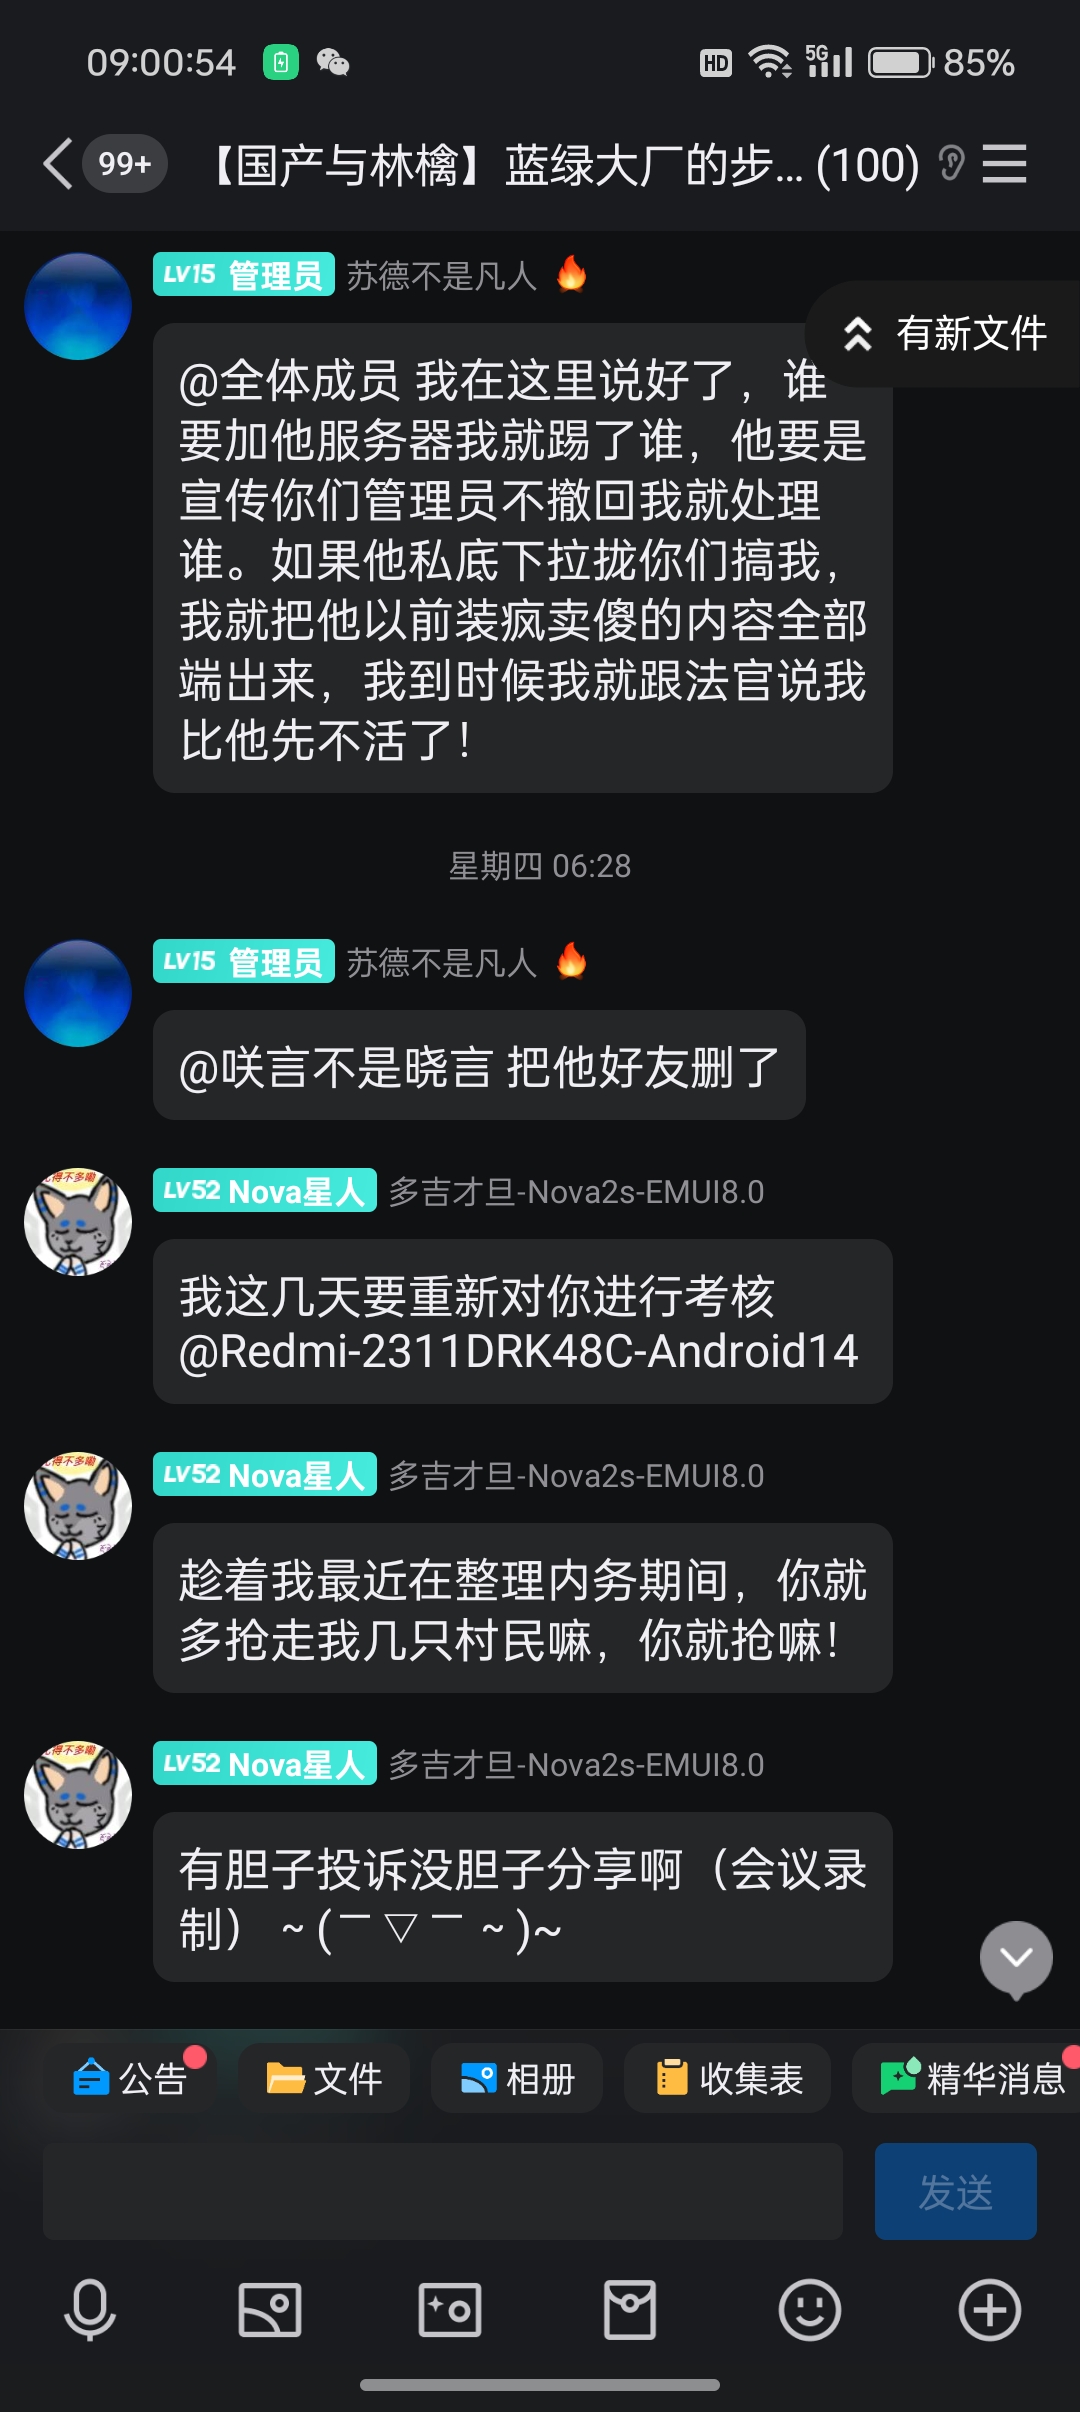 09:00:54
HD
5G
85%
99+
【国产与林檎】蓝绿大厂的步... (100)
LV15 管理员 苏德不是凡人
有新文件
@全体成员 我在这里说好了，谁
要加他服务器我就踢了谁，他要是
宣传你们管理员不撤回我就处理
谁。如果他私底下拉拢你们搞我，
我就把他以前装疯卖傻的内容全部
端出来，我到时候我就跟法官说我
比他先不活了！
星期四 06:28
LV15 管理员 苏德不是凡人
@咲言不是晓言 把他好友删了
LV52 Nova星人 多吉才旦-Nova2s-EMUI8.0
我这几天要重新对你进行考核
@Redmi-2311DRK48C-Android14
LV52 Nova星人 多吉才旦-Nova2s-EMUI8.0
趁着我最近在整理内务期间，你就
多抢走我几只村民嘛，你就抢嘛！
LV52 Nova星人 多吉才旦-Nova2s-EMUI8.0
有胆子投诉没胆子分享啊（会议录
制） ~(￣▽￣~)~
公告
文件
相册
收集表
精华消息
发送